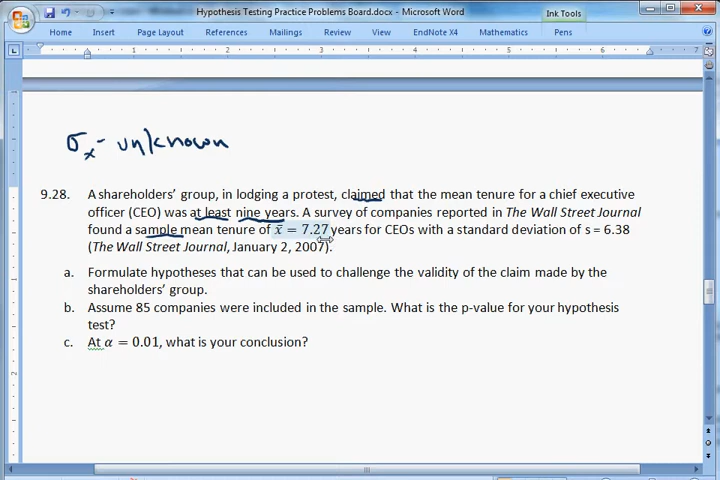 Hypothesis Testing Practice Problems Board.docx - Microsoft Word
Ink Tools
Home Insert Page Layout References Mailings Review View EndNote X4 Mathematics Pens
σx - unknown
9.28. A shareholders' group, in lodging a protest, claimed that the mean tenure for a chief executive
officer (CEO) was at least nine years. A survey of companies reported in The Wall Street Journal
found a sample mean tenure of x̄ = 7.27 years for CEOs with a standard deviation of s = 6.38
(The Wall Street Journal, January 2, 2007).
a. Formulate hypotheses that can be used to challenge the validity of the claim made by the
shareholders' group.
b. Assume 85 companies were included in the sample. What is the p-value for your hypothesis
test?
c. At α = 0.01, what is your conclusion?